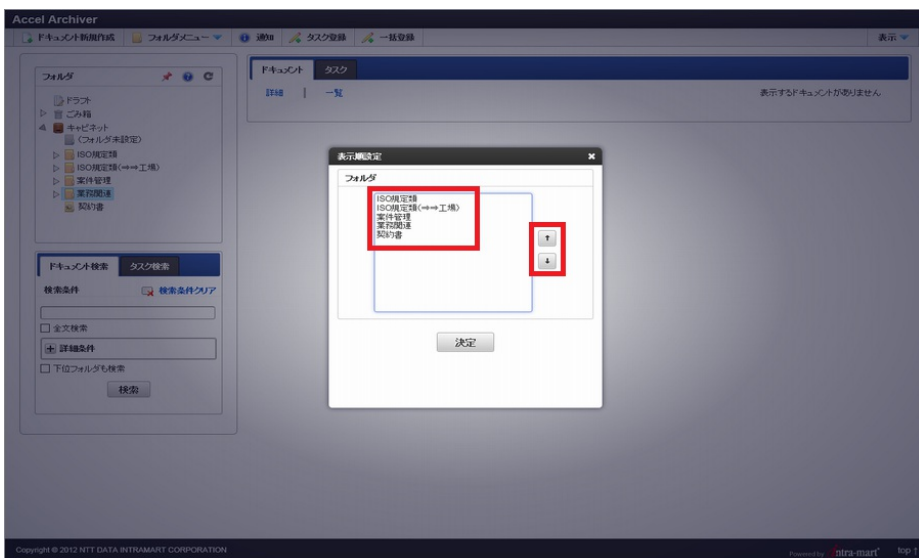 Accel Archiver
ドキュメント新規作成 フォルダメニュー 通知 タスク登録 一括登録 表示
フォルダ
ドラフト
ごみ箱
キャビネット
(フォルダ未設定)
ISO規定類
ISO規定類(⇒⇒工場)
案件管理
業務関連
契約書
ドキュメント タスク
詳細 | 一覧
表示するドキュメントがありません
表示順設定
フォルダ
ISO規定類
ISO規定類(⇒⇒工場)
案件管理
業務関連
契約書
↑
↓
決定
ドキュメント検索 タスク検索
検索条件 検索条件クリア
全文検索
詳細条件
下位フォルダも検索
検索
Copyright © 2012 NTT DATA INTRAMART CORPORATION
Powered by intra-mart top ↑